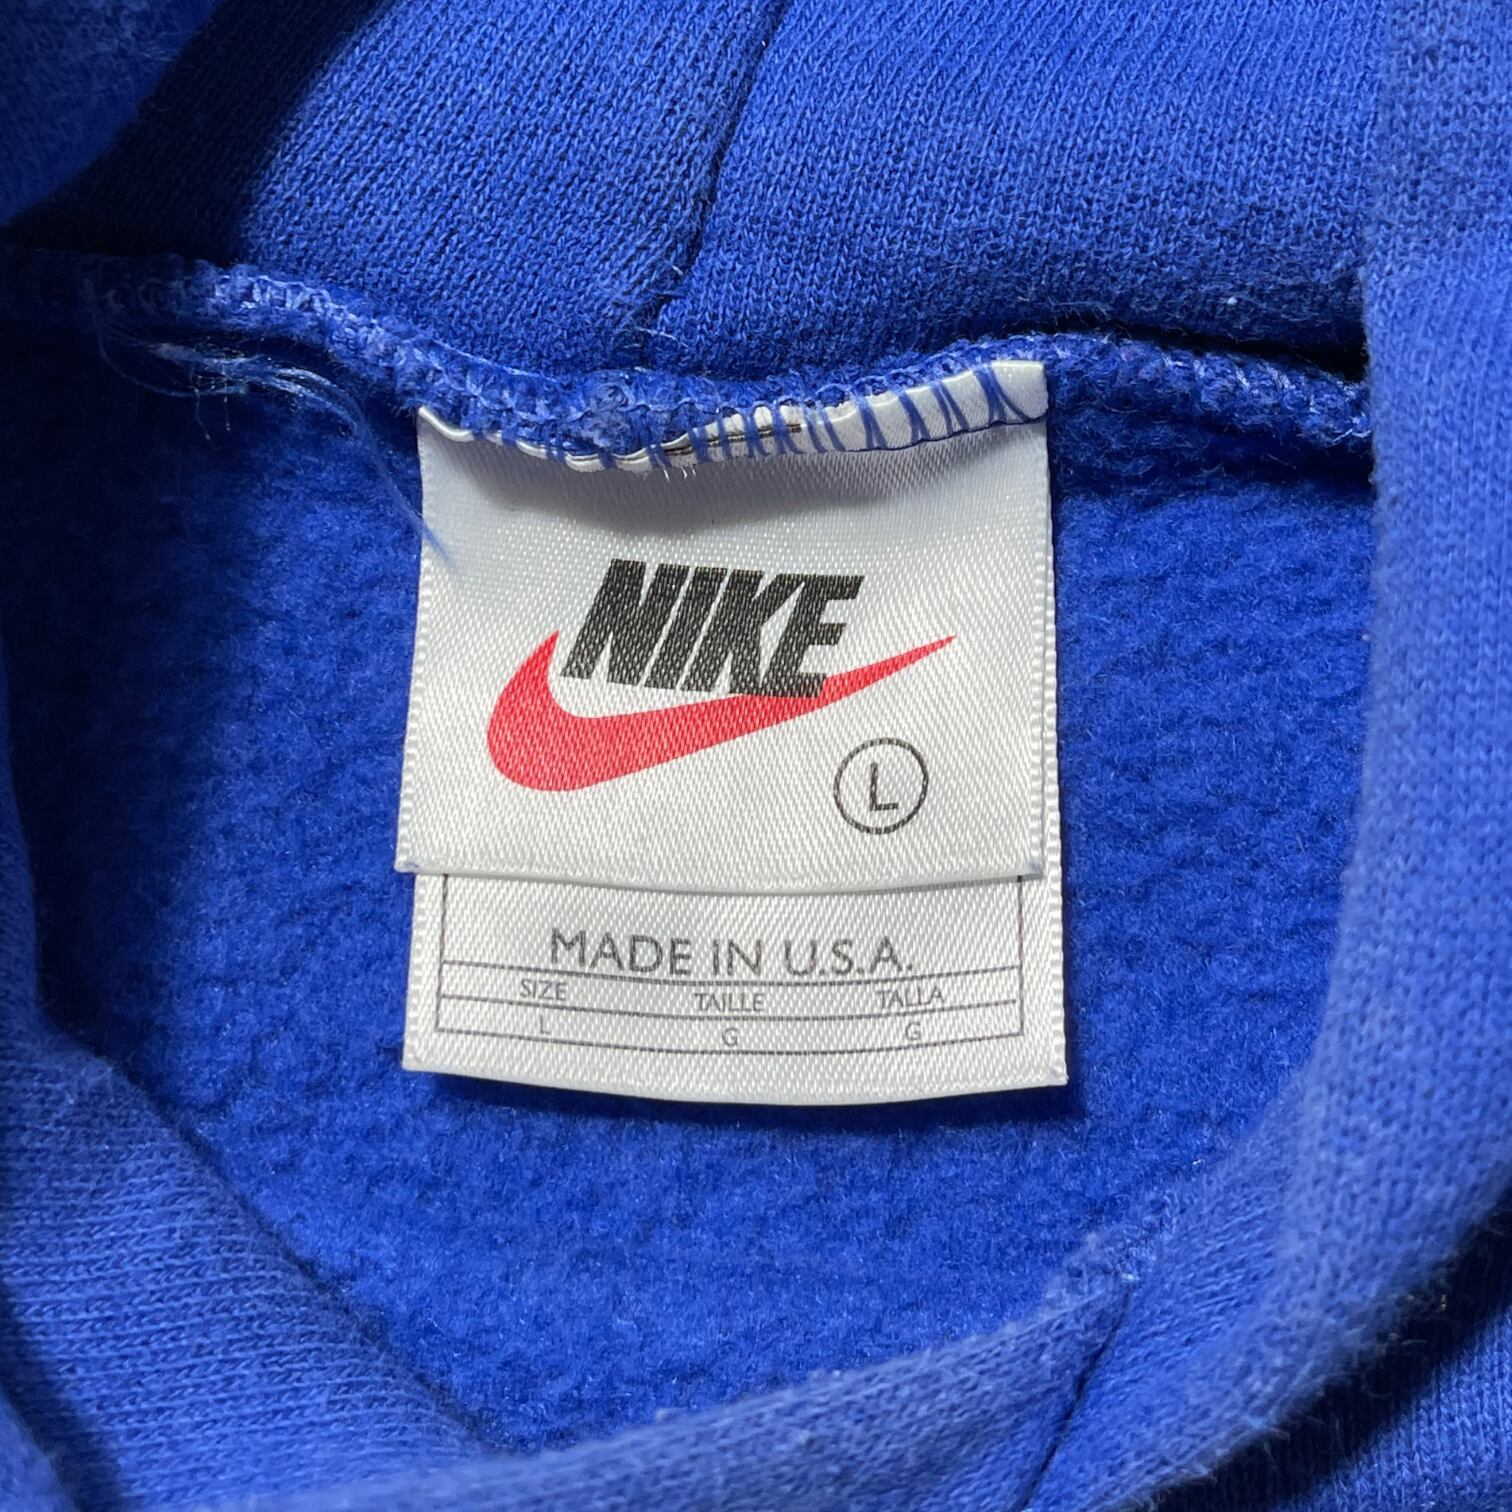 NIKE
L
MADE IN U.S.A.
SIZE TAILLE TALLA
L G G